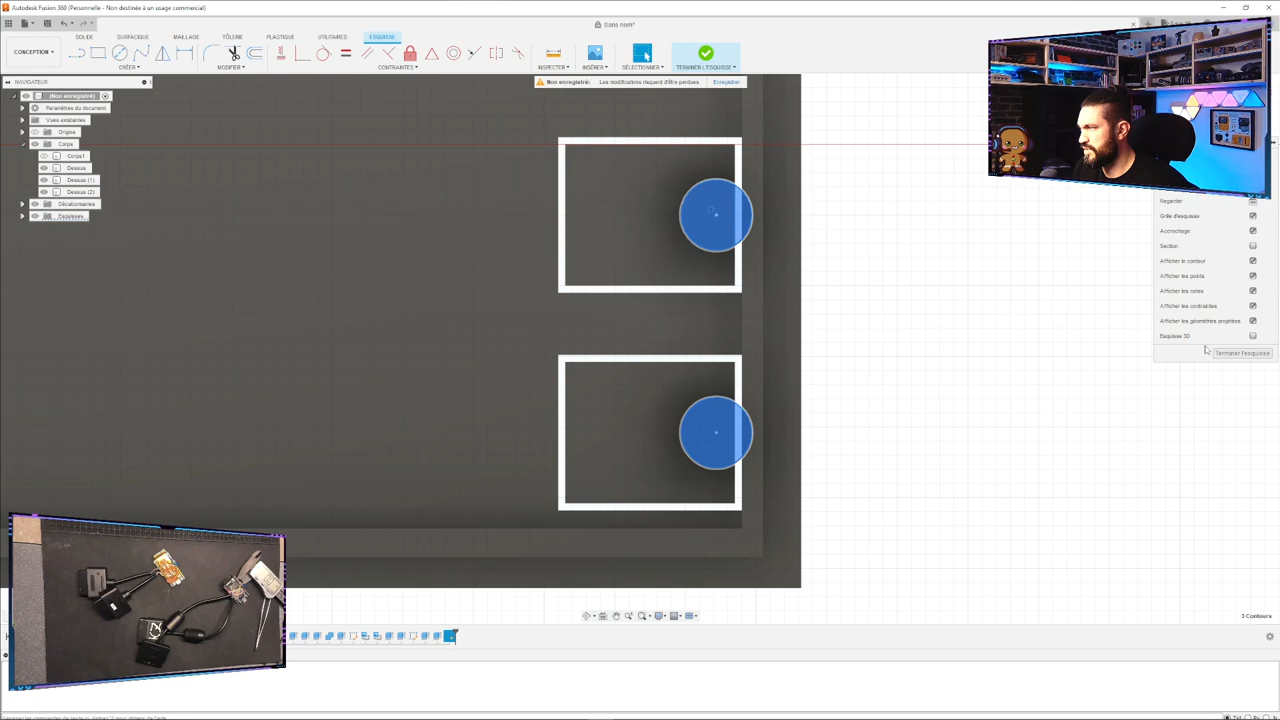 Autodesk Fusion 360 (Personnelle - Non destinée à un usage commercial)
Sans nom*
CONCEPTION
SOLIDE
SURFACIQUE
MAILLAGE
TÔLERIE
PLASTIQUE
UTILITAIRES
ESQUISSE
CRÉER
MODIFIER
CONTRAINTES
INSPECTER
INSÉRER
SÉLECTIONNER
TERMINER L'ESQUISSE
NAVIGATEUR
Non enregistré:
Les modifications risquent d'être perdues
Enregistrer
(Non enregistré)
Paramètres du document
Vues existantes
Origine
Corps
Corps1
Dessus
Dessus (1)
Dessus (2)
Décalcomanies
Esquisses
Regarder
Grille d'esquisse
Accrochage
Section
Afficher le contour
Afficher les points
Afficher les cotes
Afficher les contraintes
Afficher les géométries projetées
Esquisse 3D
Terminer l'esquisse
3 Contours
Txt
Py